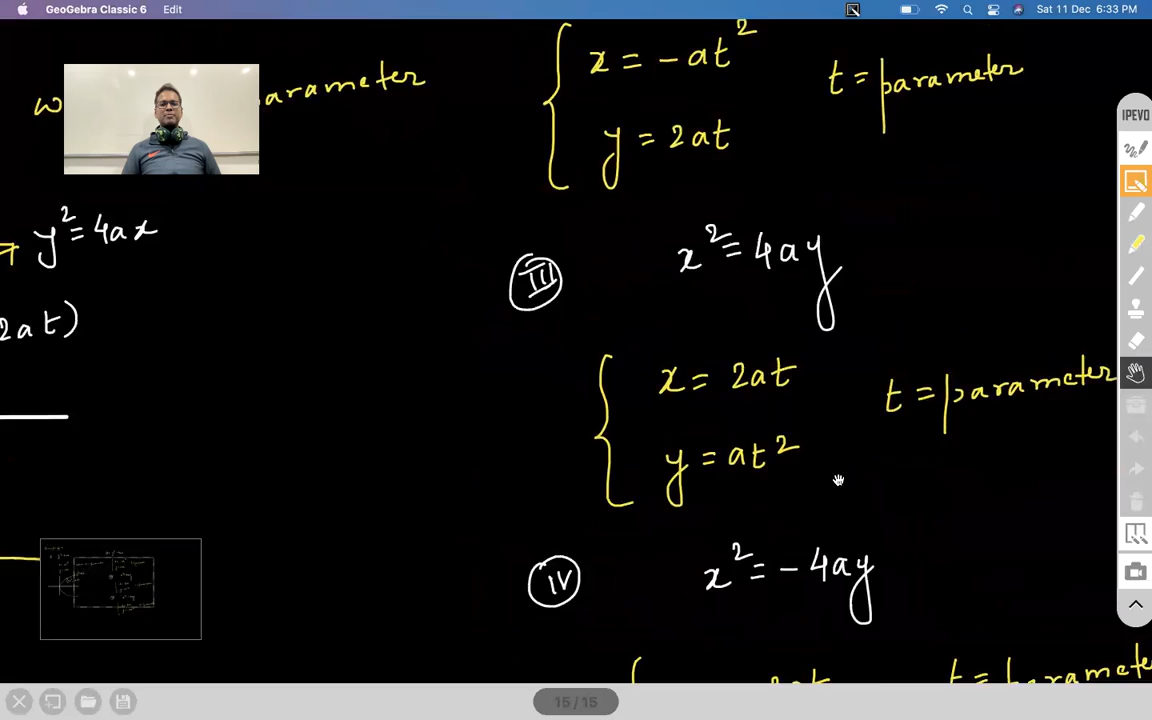 GeoGebra Classic 6 Edit Sat 11 Dec 6:33 PM
x = -at²
t = parameter
arameter
y = 2at
IPEVO
y² = 4ax
III x² = 4ay
2at)
x = 2at
t = parameter
y = at²
IV x² = -4ay
t = parameter
15 / 15